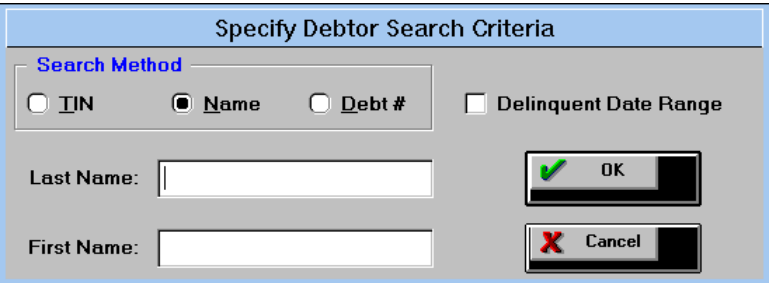 Specify Debtor Search Criteria
Search Method
TIN Name Debt # Delinquent Date Range
Last Name: OK
First Name: Cancel